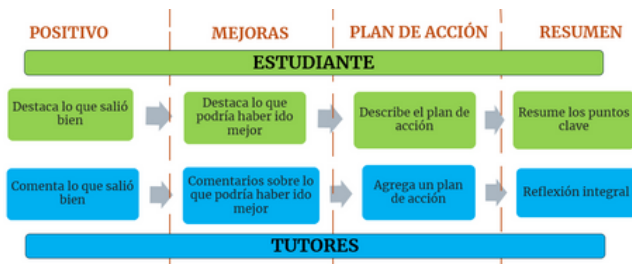 POSITIVO
MEJORAS
PLAN DE ACCIÓN
RESUMEN
ESTUDIANTE
Destaca lo que salió
bien
Destaca lo que
podría haber ido
mejor
Describe el plan de
acción
Resume los puntos
clave
Comenta lo que salió
bien
Comentarios sobre lo
que podría haber ido
mejor
Agrega un plan
de acción
Reflexión integral
TUTORES